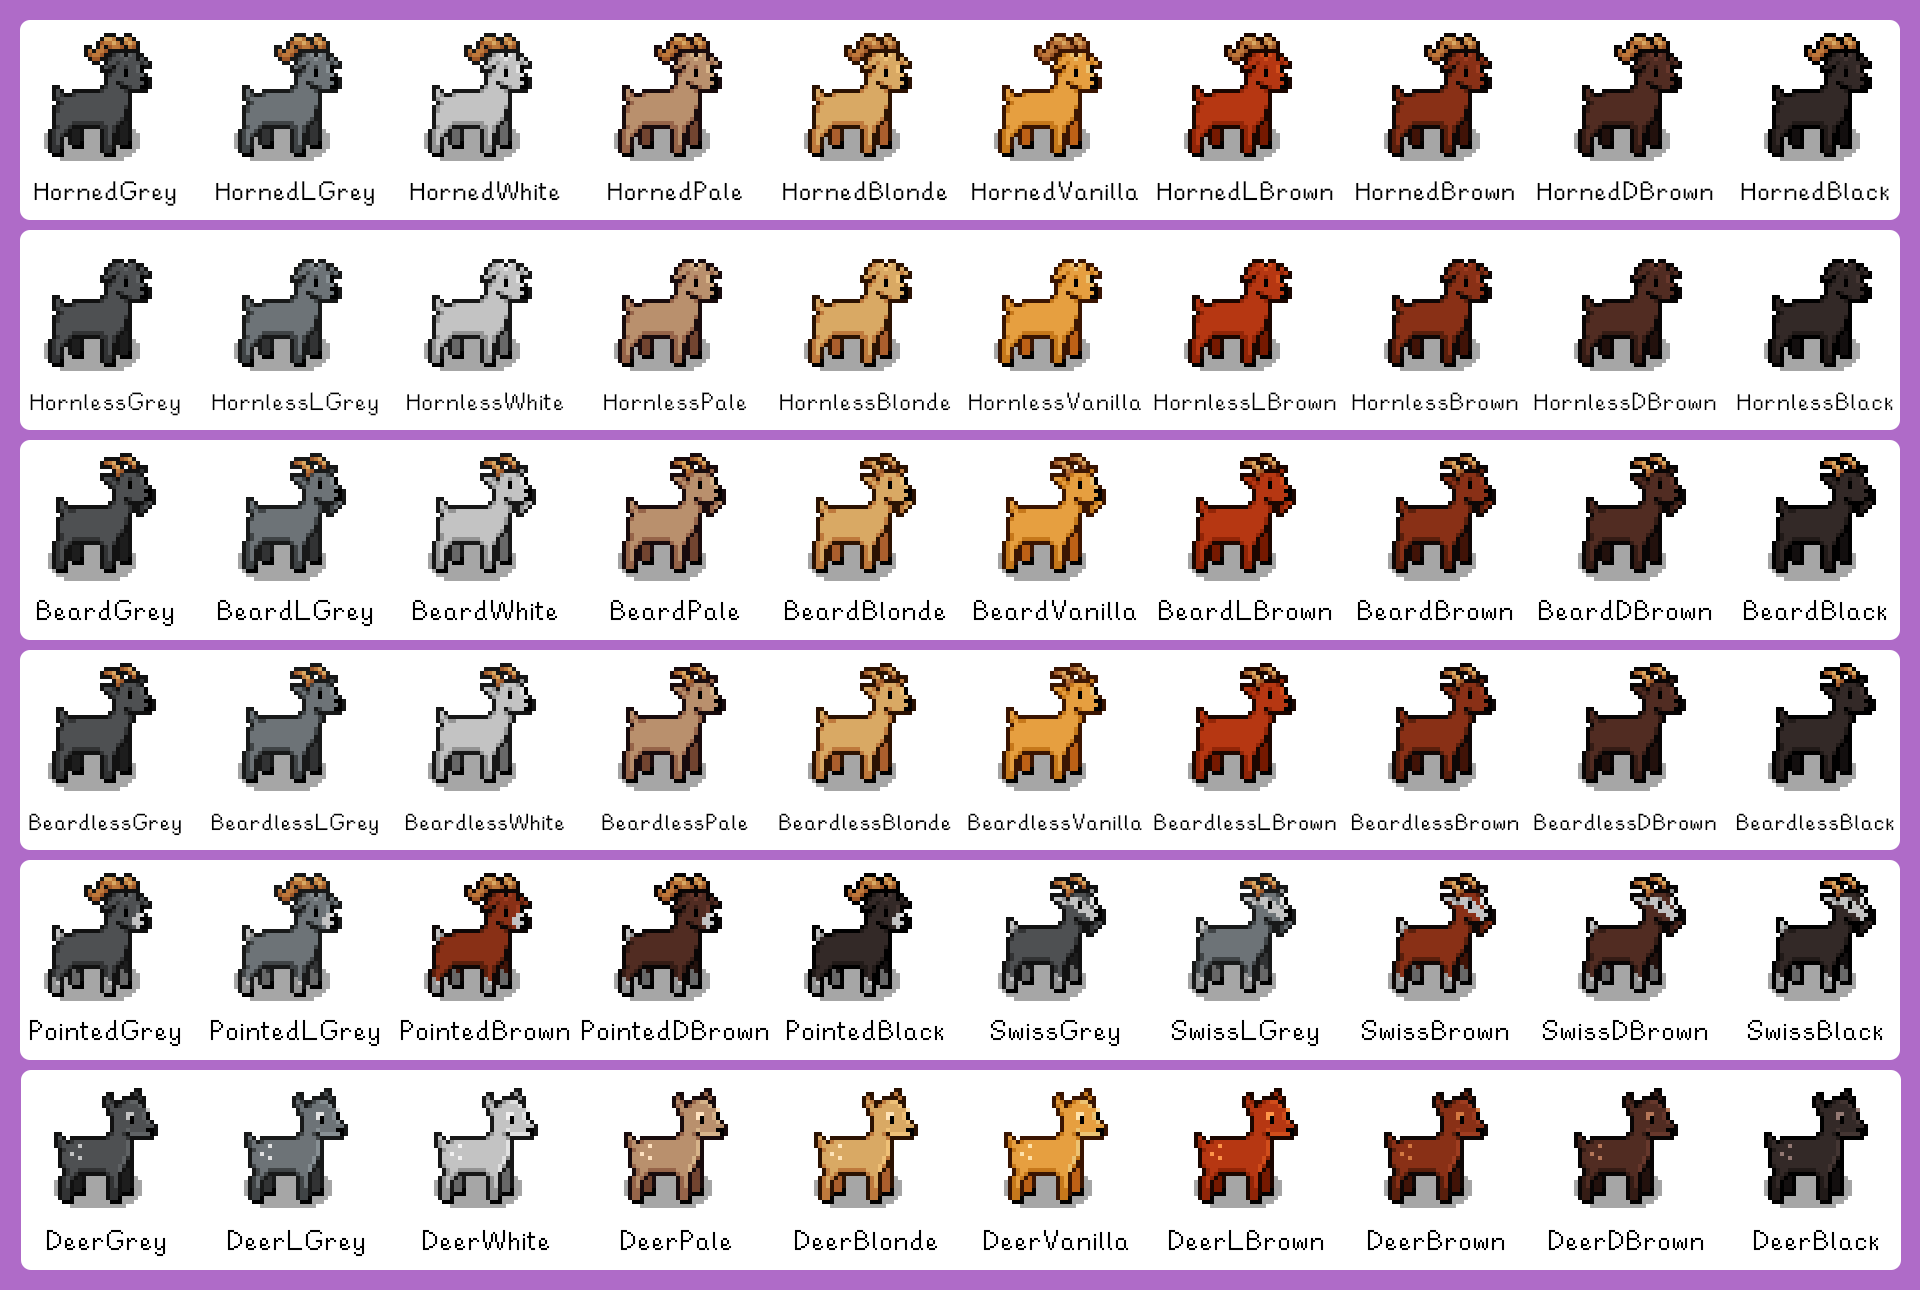 HornedGrey HornedLGrey HornedWhite HornedPale HornedBlonde HornedVanilla HornedLBrown HornedBrown HornedDBrown HornedBlack
HornlessGrey HornlessLGrey HornlessWhite HornlessPale HornlessBlonde HornlessVanilla HornlessLBrown HornlessBrown HornlessDBrown HornlessBlack
BeardGrey BeardLGrey BeardWhite BeardPale BeardBlonde BeardVanilla BeardLBrown BeardBrown BeardDBrown BeardBlack
BeardlessGrey BeardlessLGrey BeardlessWhite BeardlessPale BeardlessBlonde BeardlessVanilla BeardlessLBrown BeardlessBrown BeardlessDBrown BeardlessBlack
PointedGrey PointedLGrey PointedBrown PointedDBrown PointedBlack SwissGrey SwissLGrey SwissBrown SwissDBrown SwissBlack
DeerGrey DeerLGrey DeerWhite DeerPale DeerBlonde DeerVanilla DeerLBrown DeerBrown DeerDBrown DeerBlack